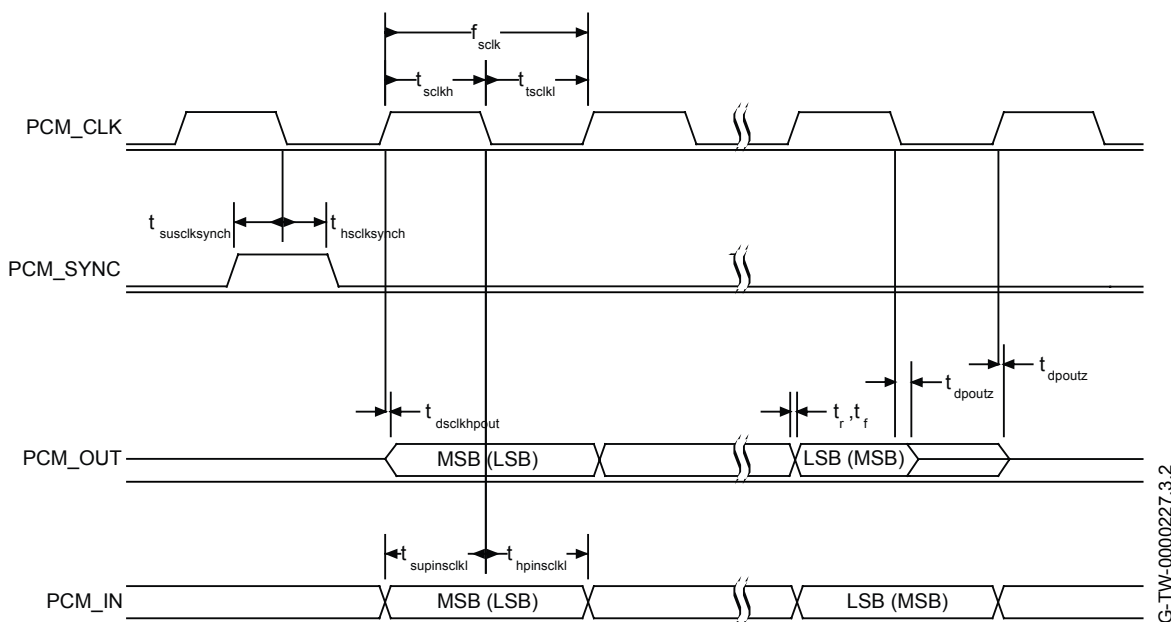 f sclk
t sclkh
t tsclkl
PCM_CLK
t susclksynch
t hsclksynch
PCM_SYNC
t dpoutz
t dpoutz
t dsclkhpout
t r ,t f
PCM_OUT
MSB (LSB)
LSB (MSB)
t supinsclkl
t hpinsclkl
PCM_IN
MSB (LSB)
LSB (MSB)
G-TW-0000227.3.2